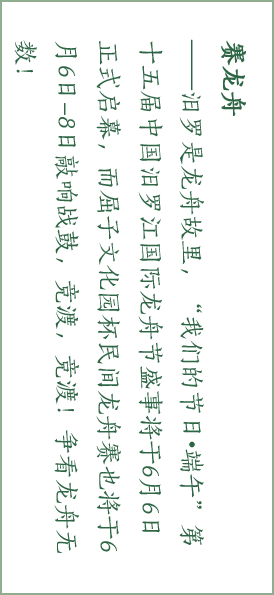 赛龙舟
——汨罗是龙舟故里，“我们的节日•端午”第
十五届中国汨罗江国际龙舟节盛事将于6月6日
正式启幕，而屈子文化园杯民间龙舟赛也将于6
月6日-8日敲响战鼓，竞渡，竞渡！争看龙舟无
数！